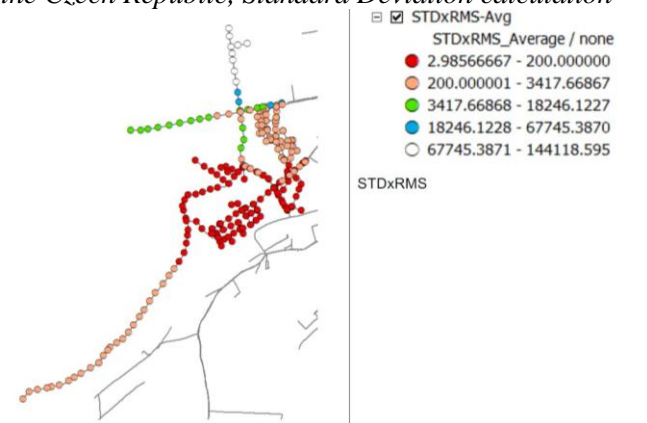 the Czech Republic, Standard Deviation calculation
STDxRMS-Avg
STDxRMS_Average / none
2.98566667 - 200.000000
200.000001 - 3417.66867
3417.66868 - 18246.1227
18246.1228 - 67745.3870
67745.3871 - 144118.595
STDxRMS